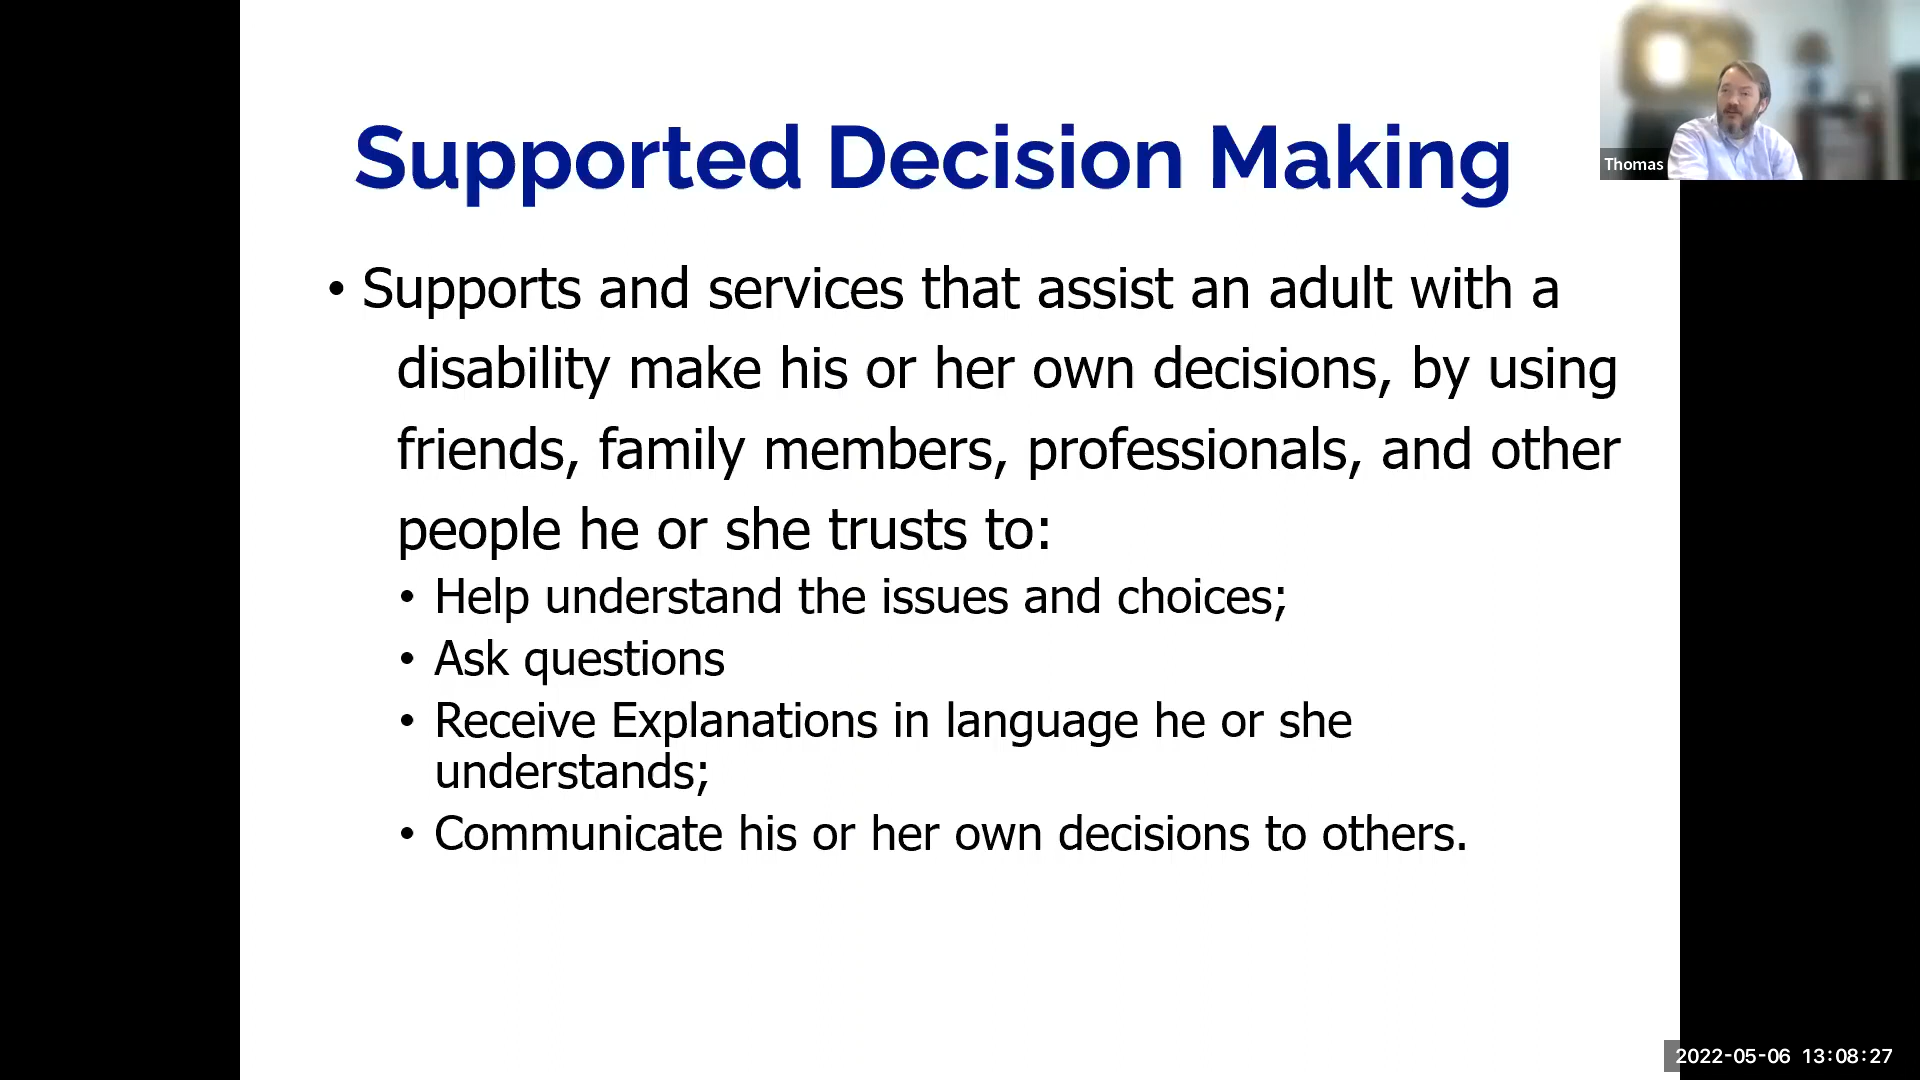 Supported Decision Making
Thomas
• Supports and services that assist an adult with a
disability make his or her own decisions, by using
friends, family members, professionals, and other
people he or she trusts to:
• Help understand the issues and choices;
• Ask questions
• Receive Explanations in language he or she
understands;
• Communicate his or her own decisions to others.
2022-05-06 13:08:27